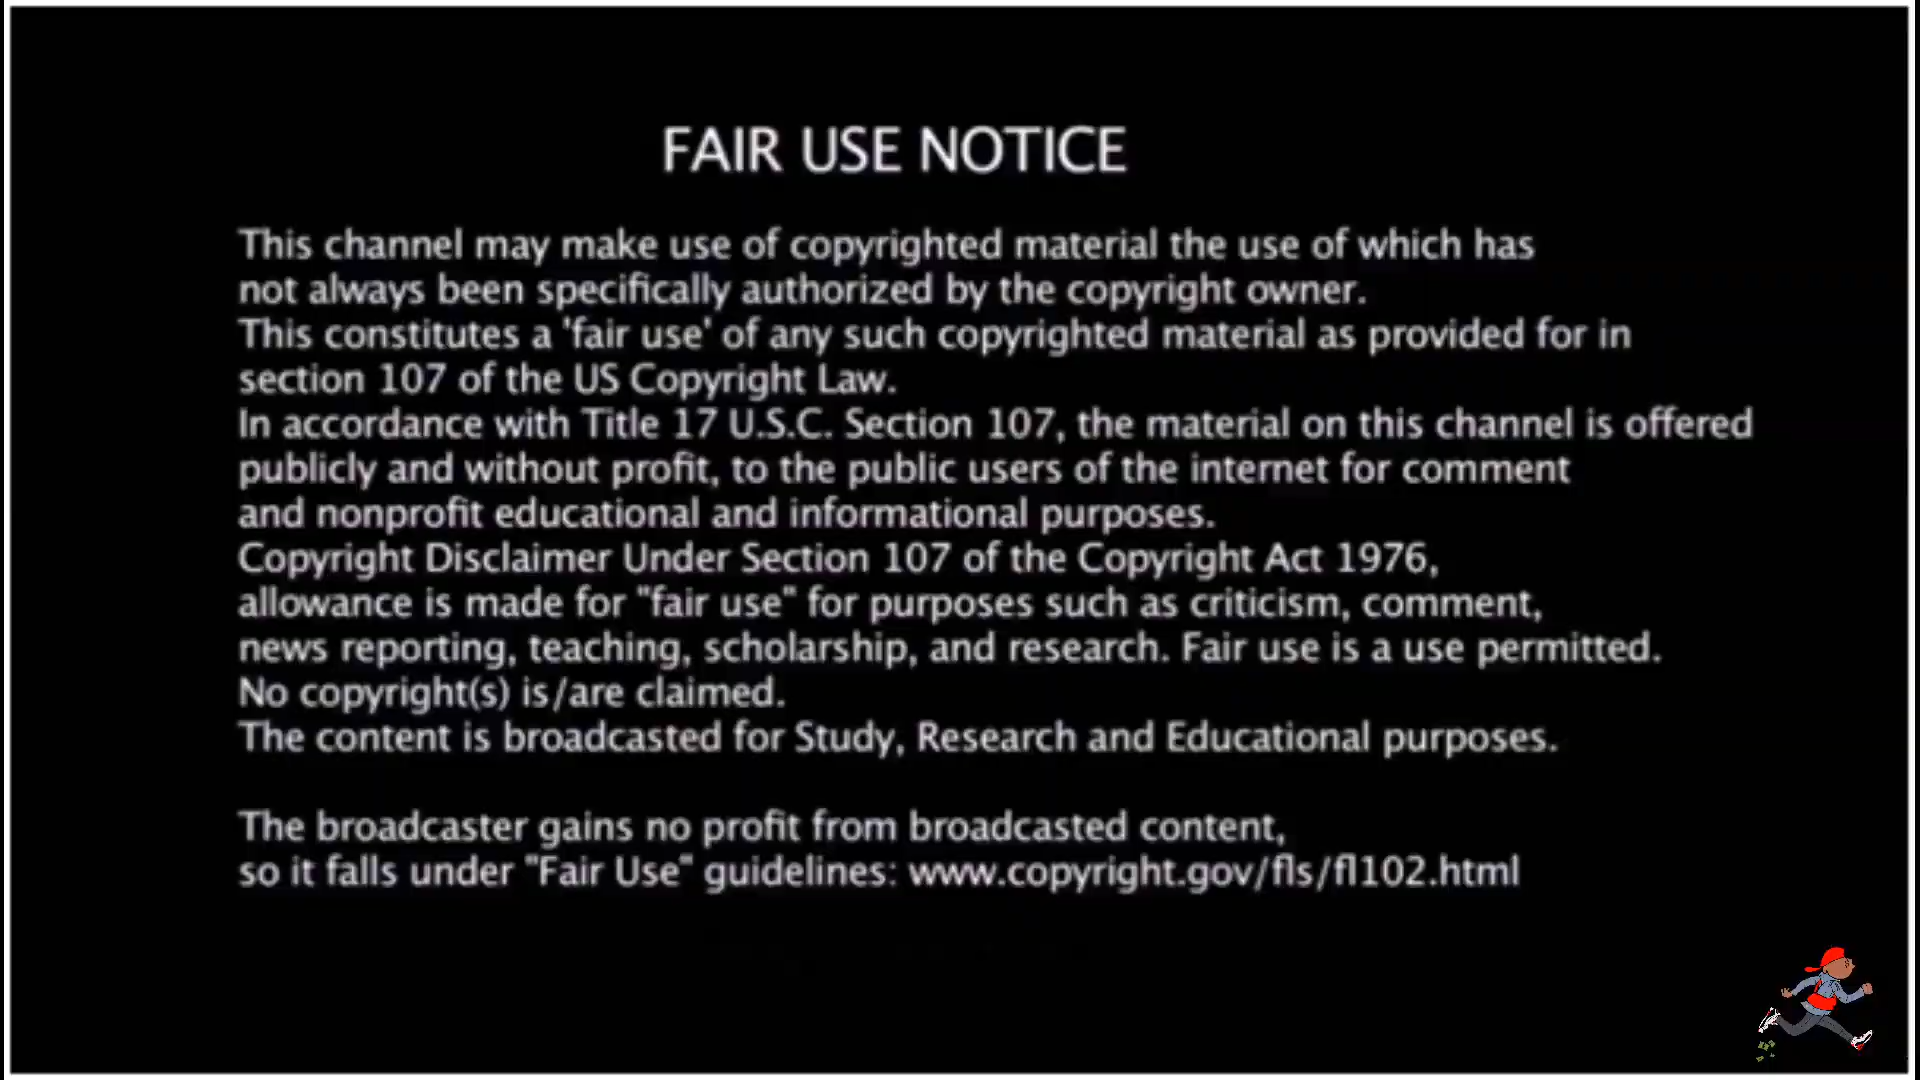 FAIR USE NOTICE
This channel may make use of copyrighted material the use of which has
not always been specifically authorized by the copyright owner.
This constitutes a 'fair use' of any such copyrighted material as provided for in
section 107 of the US Copyright Law.
In accordance with Title 17 U.S.C. Section 107, the material on this channel is offered
publicly and without profit, to the public users of the internet for comment
and nonprofit educational and informational purposes.
Copyright Disclaimer Under Section 107 of the Copyright Act 1976,
allowance is made for "fair use" for purposes such as criticism, comment,
news reporting, teaching, scholarship, and research. Fair use is a use permitted.
No copyright(s) is/are claimed.
The content is broadcasted for Study, Research and Educational purposes.
The broadcaster gains no profit from broadcasted content,
so it falls under "Fair Use" guidelines: www.copyright.gov/fls/fl102.html